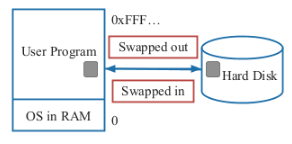 0xFFF…
User Program
Swapped out
Hard Disk
Swapped in
OS in RAM
0